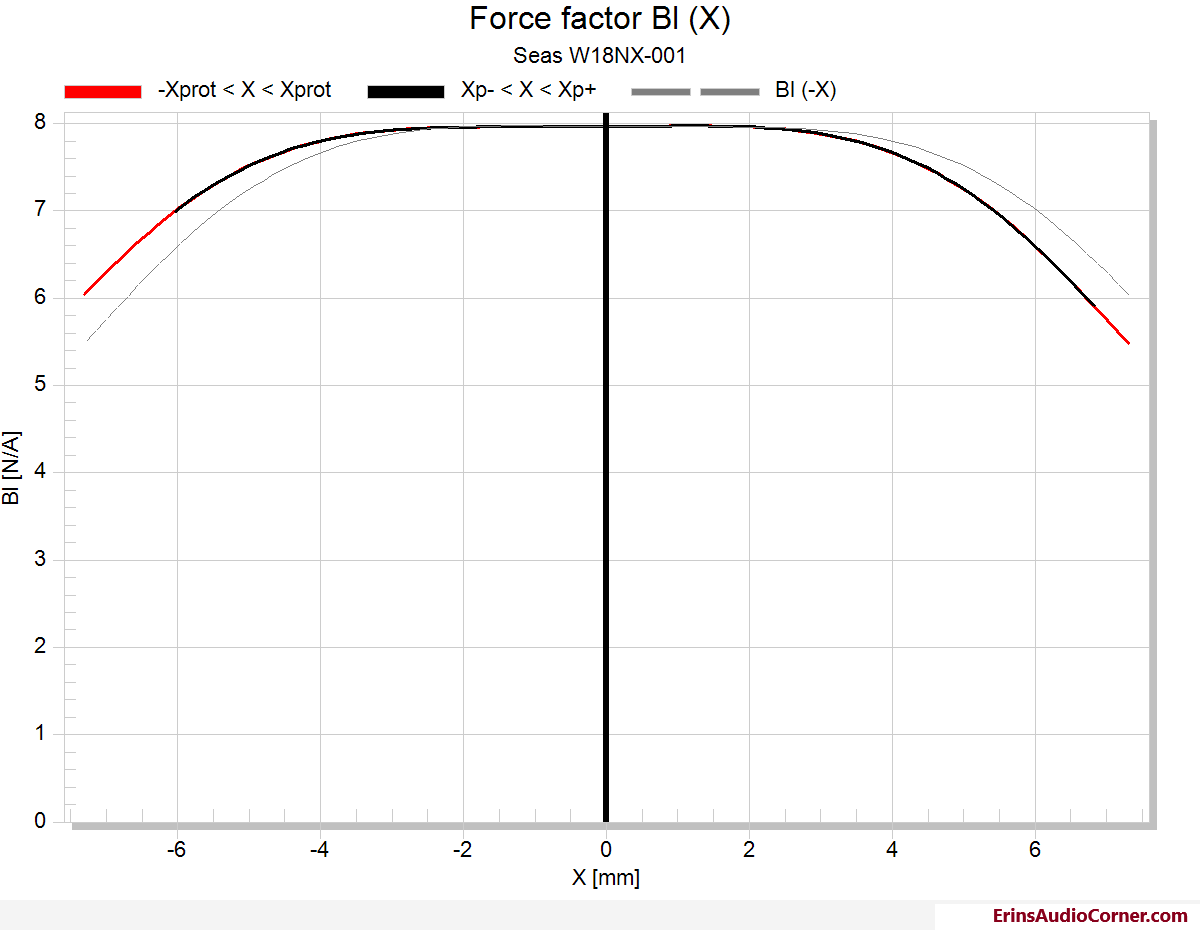 Force factor Bl (X)
Seas W18NX-001
-Xprot < X < Xprot Xp- < X < Xp+ Bl (-X)
8
7
6
5
4
3
2
1
0
Bl [N/A]
-6 -4 -2 0 2 4 6
X [mm]
ErinsAudioCorner.com